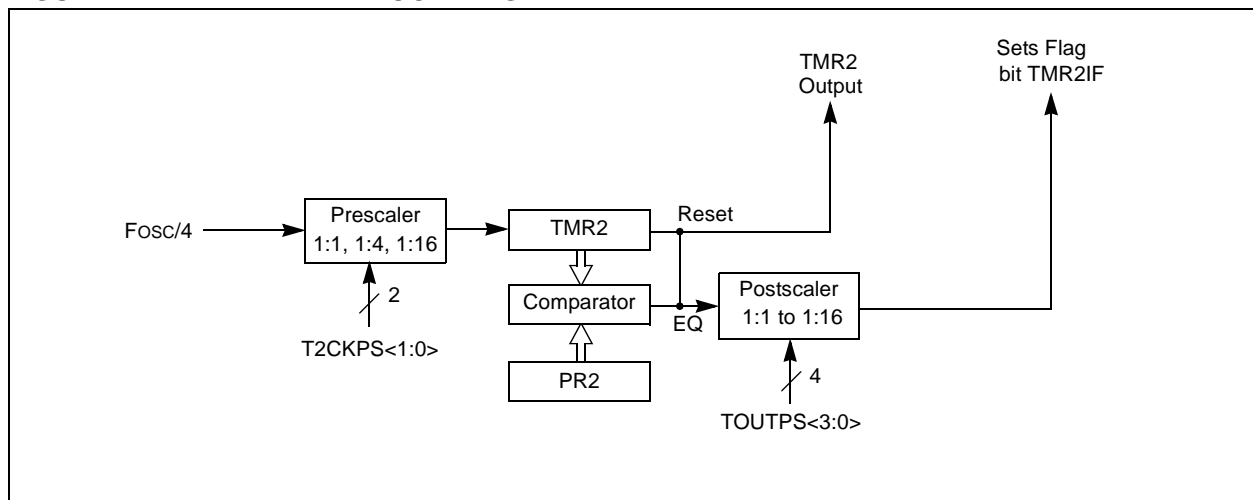 TMR2
Output
Sets Flag
bit TMR2IF
FOSC/4
Prescaler
1:1, 1:4, 1:16
2
T2CKPS<1:0>
TMR2
Reset
Comparator
EQ
PR2
Postscaler
1:1 to 1:16
4
TOUTPS<3:0>